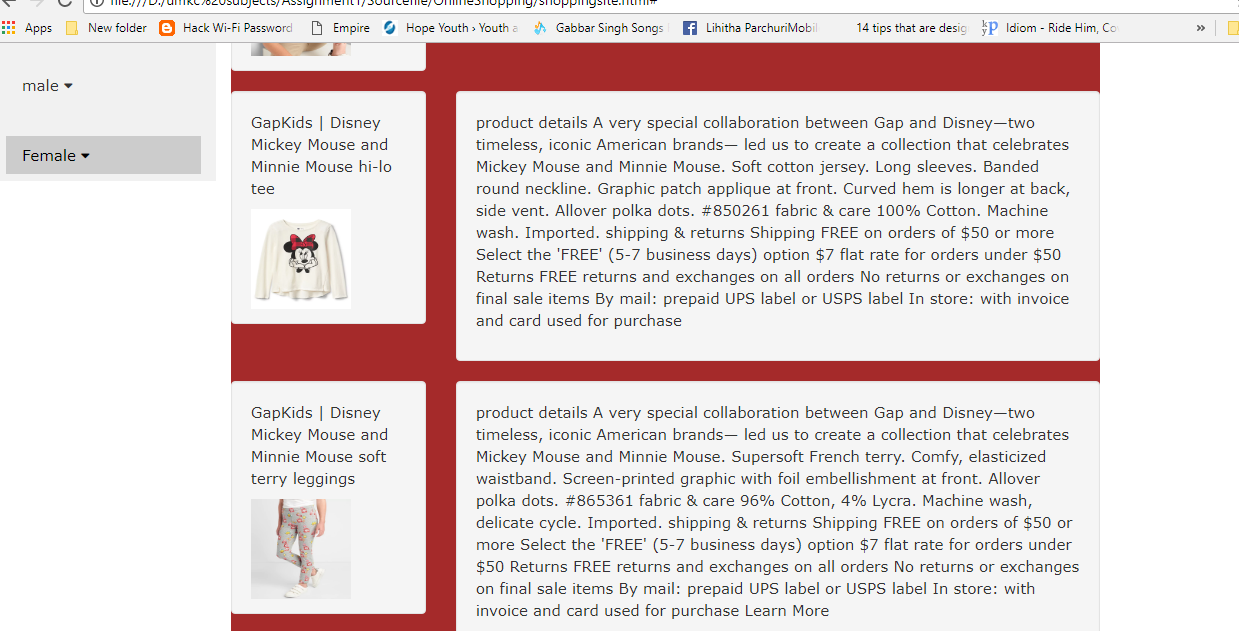 file:///D:/umkc%20subjects/Assignment1/Sourcefile/OnlineShopping/shoppingsite.html#
Apps New folder Hack Wi-Fi Password Empire Hope Youth › Youth a Gabbar Singh Songs Lihitha ParchuriMobil 14 tips that are desig Idiom - Ride Him, Co »
male
Female
GapKids | Disney
Mickey Mouse and
Minnie Mouse hi-lo
tee
product details A very special collaboration between Gap and Disney—two
timeless, iconic American brands— led us to create a collection that celebrates
Mickey Mouse and Minnie Mouse. Soft cotton jersey. Long sleeves. Banded
round neckline. Graphic patch applique at front. Curved hem is longer at back,
side vent. Allover polka dots. #850261 fabric & care 100% Cotton. Machine
wash. Imported. shipping & returns Shipping FREE on orders of $50 or more
Select the 'FREE' (5-7 business days) option $7 flat rate for orders under $50
Returns FREE returns and exchanges on all orders No returns or exchanges on
final sale items By mail: prepaid UPS label or USPS label In store: with invoice
and card used for purchase
GapKids | Disney
Mickey Mouse and
Minnie Mouse soft
terry leggings
product details A very special collaboration between Gap and Disney—two
timeless, iconic American brands— led us to create a collection that celebrates
Mickey Mouse and Minnie Mouse. Supersoft French terry. Comfy, elasticized
waistband. Screen-printed graphic with foil embellishment at front. Allover
polka dots. #865361 fabric & care 96% Cotton, 4% Lycra. Machine wash,
delicate cycle. Imported. shipping & returns Shipping FREE on orders of $50 or
more Select the 'FREE' (5-7 business days) option $7 flat rate for orders under
$50 Returns FREE returns and exchanges on all orders No returns or exchanges
on final sale items By mail: prepaid UPS label or USPS label In store: with
invoice and card used for purchase Learn More